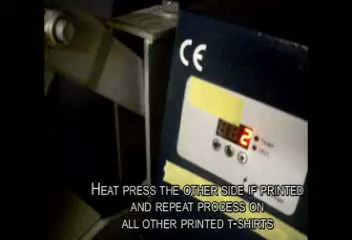 CE
2
HEAT PRESS THE OTHER SIDE IF PRINTED
AND REPEAT PROCESS ON
ALL OTHER PRINTED T-SHIRTS